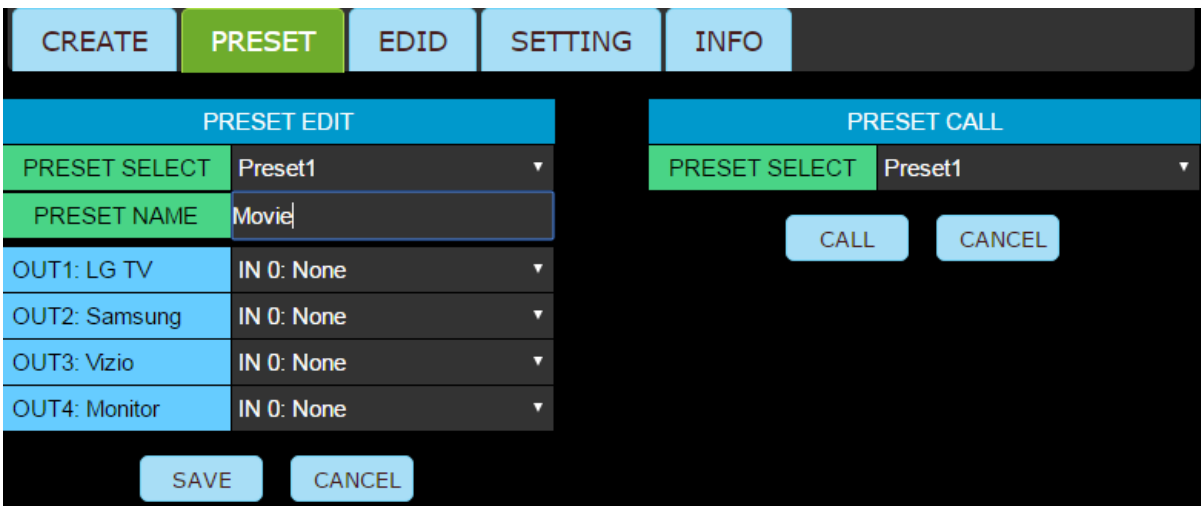 CREATE PRESET EDID SETTING INFO
PRESET EDIT
PRESET SELECT Preset1
PRESET NAME Movie
OUT1: LG TV IN 0: None
OUT2: Samsung IN 0: None
OUT3: Vizio IN 0: None
OUT4: Monitor IN 0: None
SAVE CANCEL
PRESET CALL
PRESET SELECT Preset1
CALL CANCEL